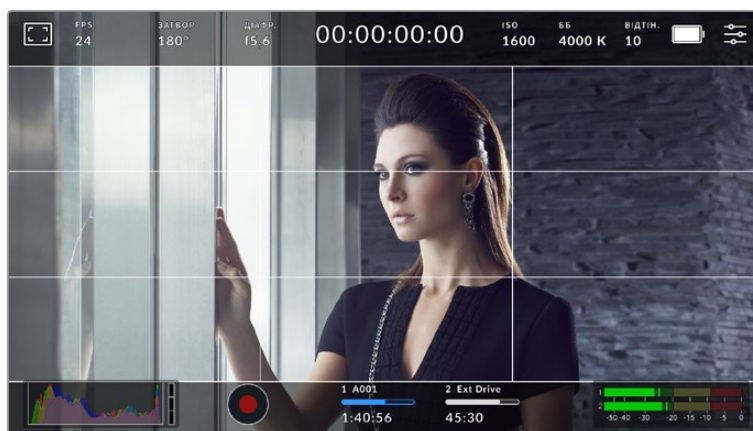 FPS ЗАТВОР ДІАФР. 00:00:00:00 ISO ББ ВІДТІН.
24 180° f5.6 1600 4000 K 10
1 A001 2 Ext Drive
1:40:56 45:30
1
2
-50 -40 -30 -20 -15 -10 -5 0